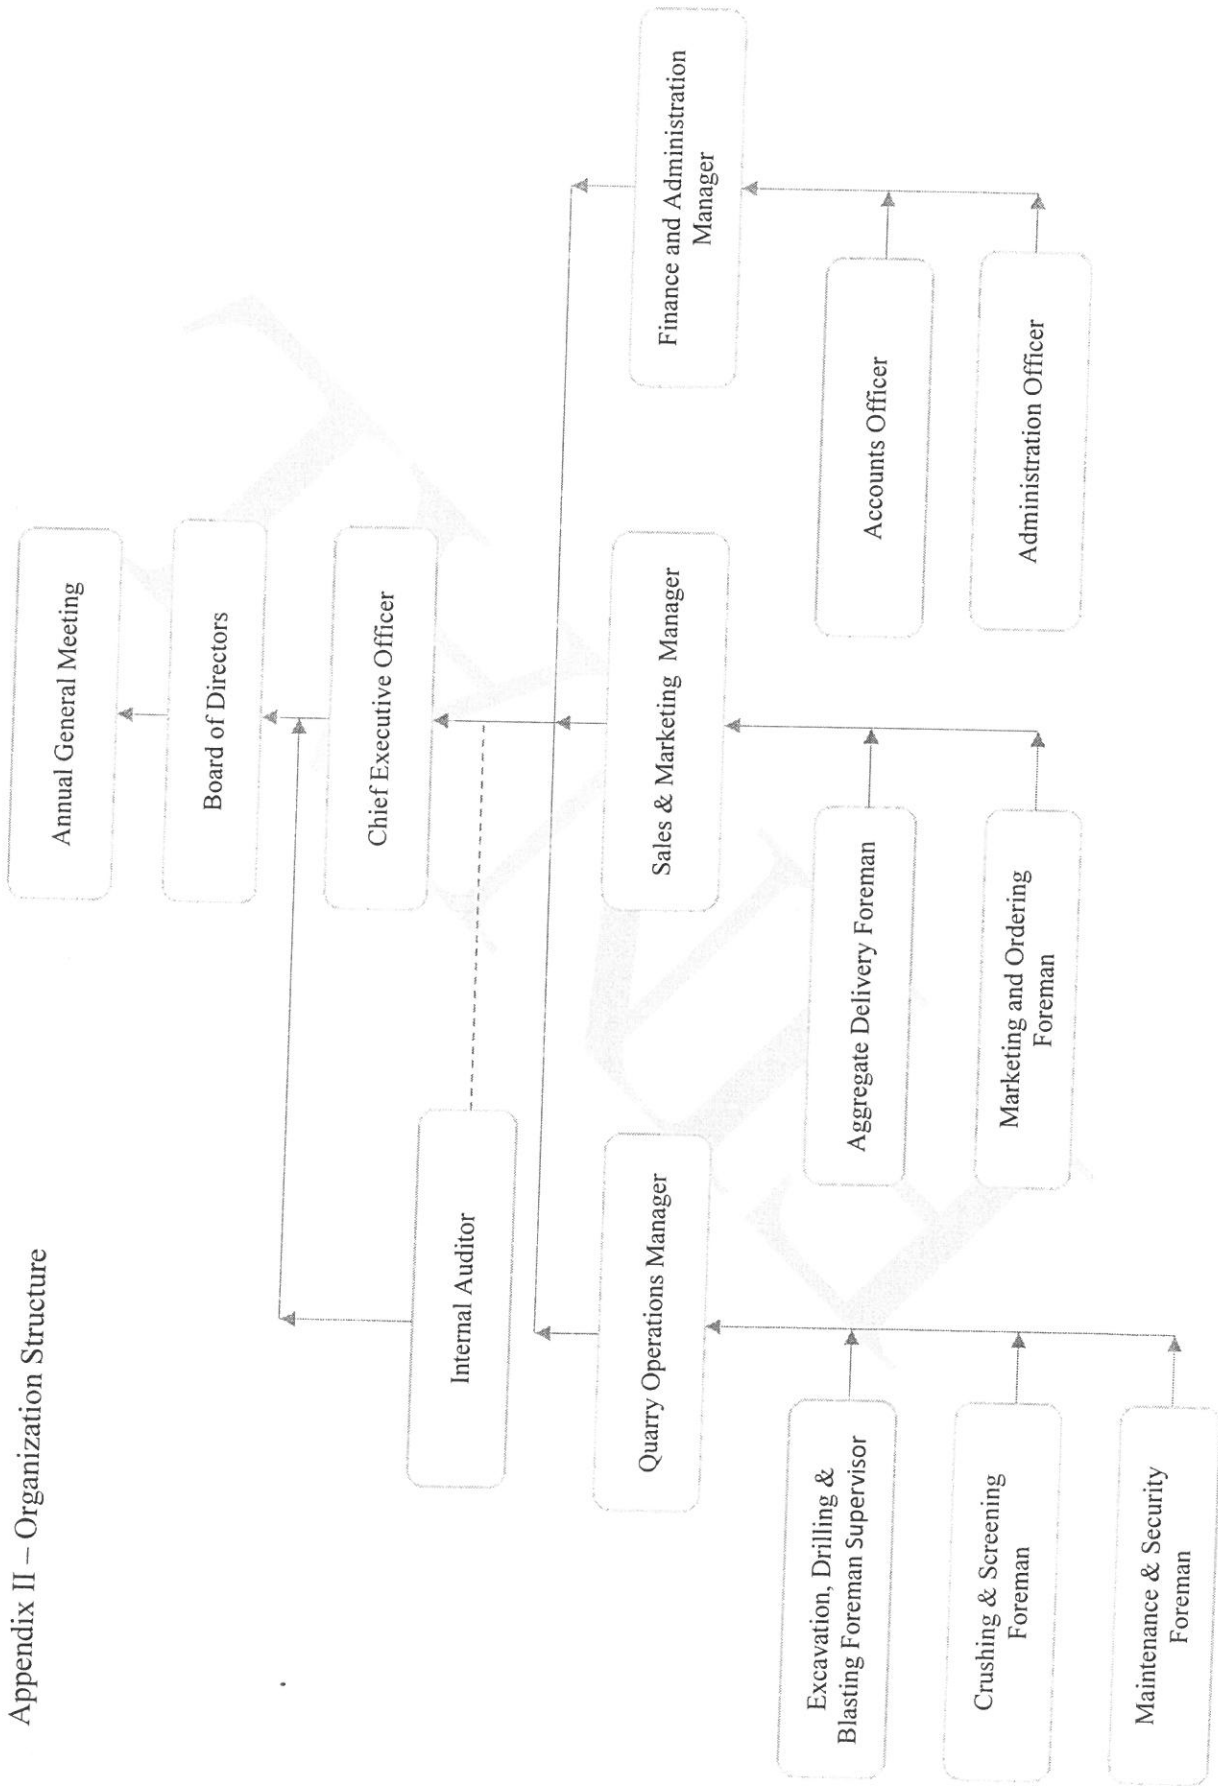 Appendix II – Organization Structure
Annual General Meeting
Board of Directors
Chief Executive Officer
Internal Auditor
Quarry Operations Manager
Sales & Marketing Manager
Finance and Administration
Manager
Excavation, Drilling &
Blasting Foreman Supervisor
Crushing & Screening
Foreman
Maintenance & Security
Foreman
Aggregate Delivery Foreman
Marketing and Ordering
Foreman
Accounts Officer
Administration Officer